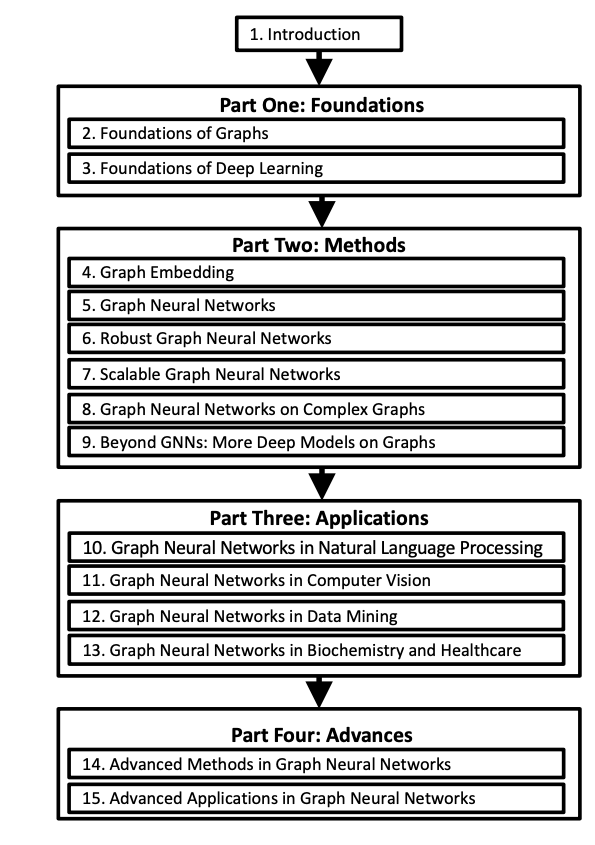 1. Introduction
Part One: Foundations
2. Foundations of Graphs
3. Foundations of Deep Learning
Part Two: Methods
4. Graph Embedding
5. Graph Neural Networks
6. Robust Graph Neural Networks
7. Scalable Graph Neural Networks
8. Graph Neural Networks on Complex Graphs
9. Beyond GNNs: More Deep Models on Graphs
Part Three: Applications
10. Graph Neural Networks in Natural Language Processing
11. Graph Neural Networks in Computer Vision
12. Graph Neural Networks in Data Mining
13. Graph Neural Networks in Biochemistry and Healthcare
Part Four: Advances
14. Advanced Methods in Graph Neural Networks
15. Advanced Applications in Graph Neural Networks